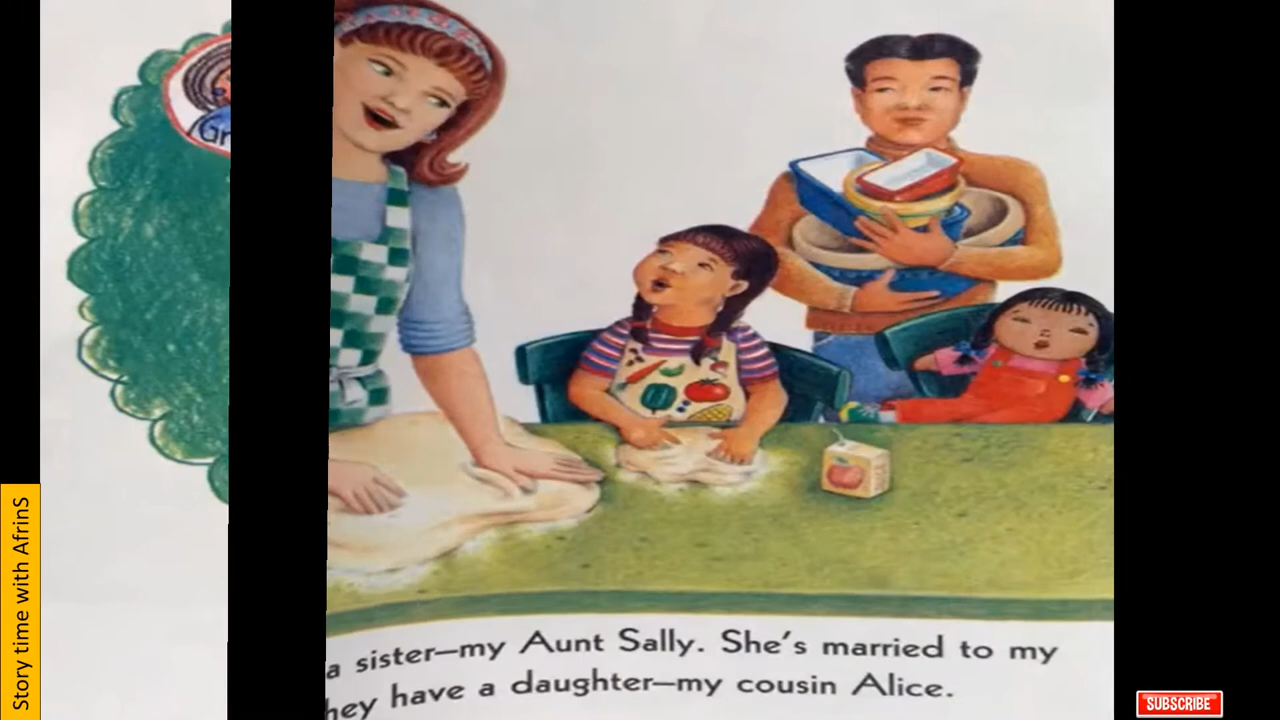 Gr
a sister—my Aunt Sally. She's married to my
hey have a daughter—my cousin Alice.
Story time with AfrinS
SUBSCRIBE